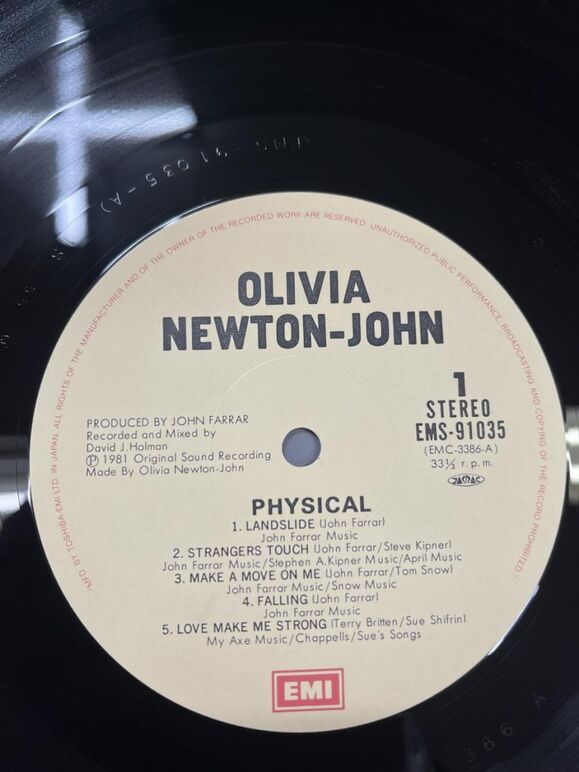 "MFD BY TOSHIBA-EMI LTD. IN JAPAN. ALL RIGHTS OF THE MANUFACTURER AND OF THE OWNER OF THE RECORDED WORK ARE RESERVED. UNAUTHORIZED PUBLIC PERFORMANCE, BROADCASTING AND COPYING OF THE RECORD PROHIBITED."
OLIVIA
NEWTON-JOHN
1
STEREO
EMS-91035
(EMC-3386-A)
33⅓ r.p.m.
JASRAC
PRODUCED BY JOHN FARRAR
Recorded and Mixed by
David J.Holman
℗ 1981 Original Sound Recording
Made By Olivia Newton-John
PHYSICAL
1. LANDSLIDE (John Farrar)
John Farrar Music
2. STRANGERS TOUCH (John Farrar/Steve Kipner)
John Farrar Music/Stephen A.Kipner Music/April Music
3. MAKE A MOVE ON ME (John Farrar/Tom Snow)
John Farrar Music/Snow Music
4. FALLING (John Farrar)
John Farrar Music
5. LOVE MAKE ME STRONG (Terry Britten/Sue Shifrin)
My Axe Music/Chappells/Sue's Songs
EMI